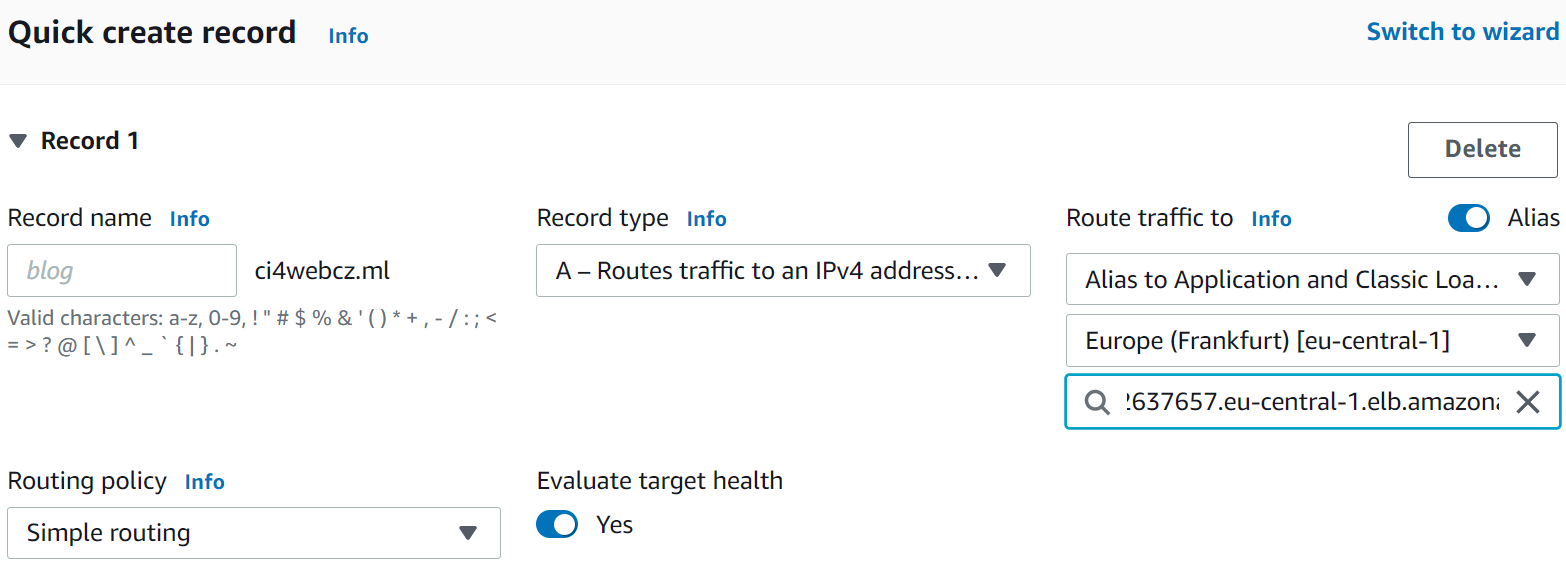 Quick create record Info Switch to wizard
Record 1 Delete
Record name Info
blog ci4webcz.ml
Valid characters: a-z, 0-9, ! " # $ % & ' ( ) * + , - / : ; <
= > ? @ [ \ ] ^ _ ` { | } . ~
Record type Info
A – Routes traffic to an IPv4 address…
Route traffic to Info Alias
Alias to Application and Classic Loa…
Europe (Frankfurt) [eu-central-1]
2637657.eu-central-1.elb.amazona
Routing policy Info
Simple routing
Evaluate target health
Yes